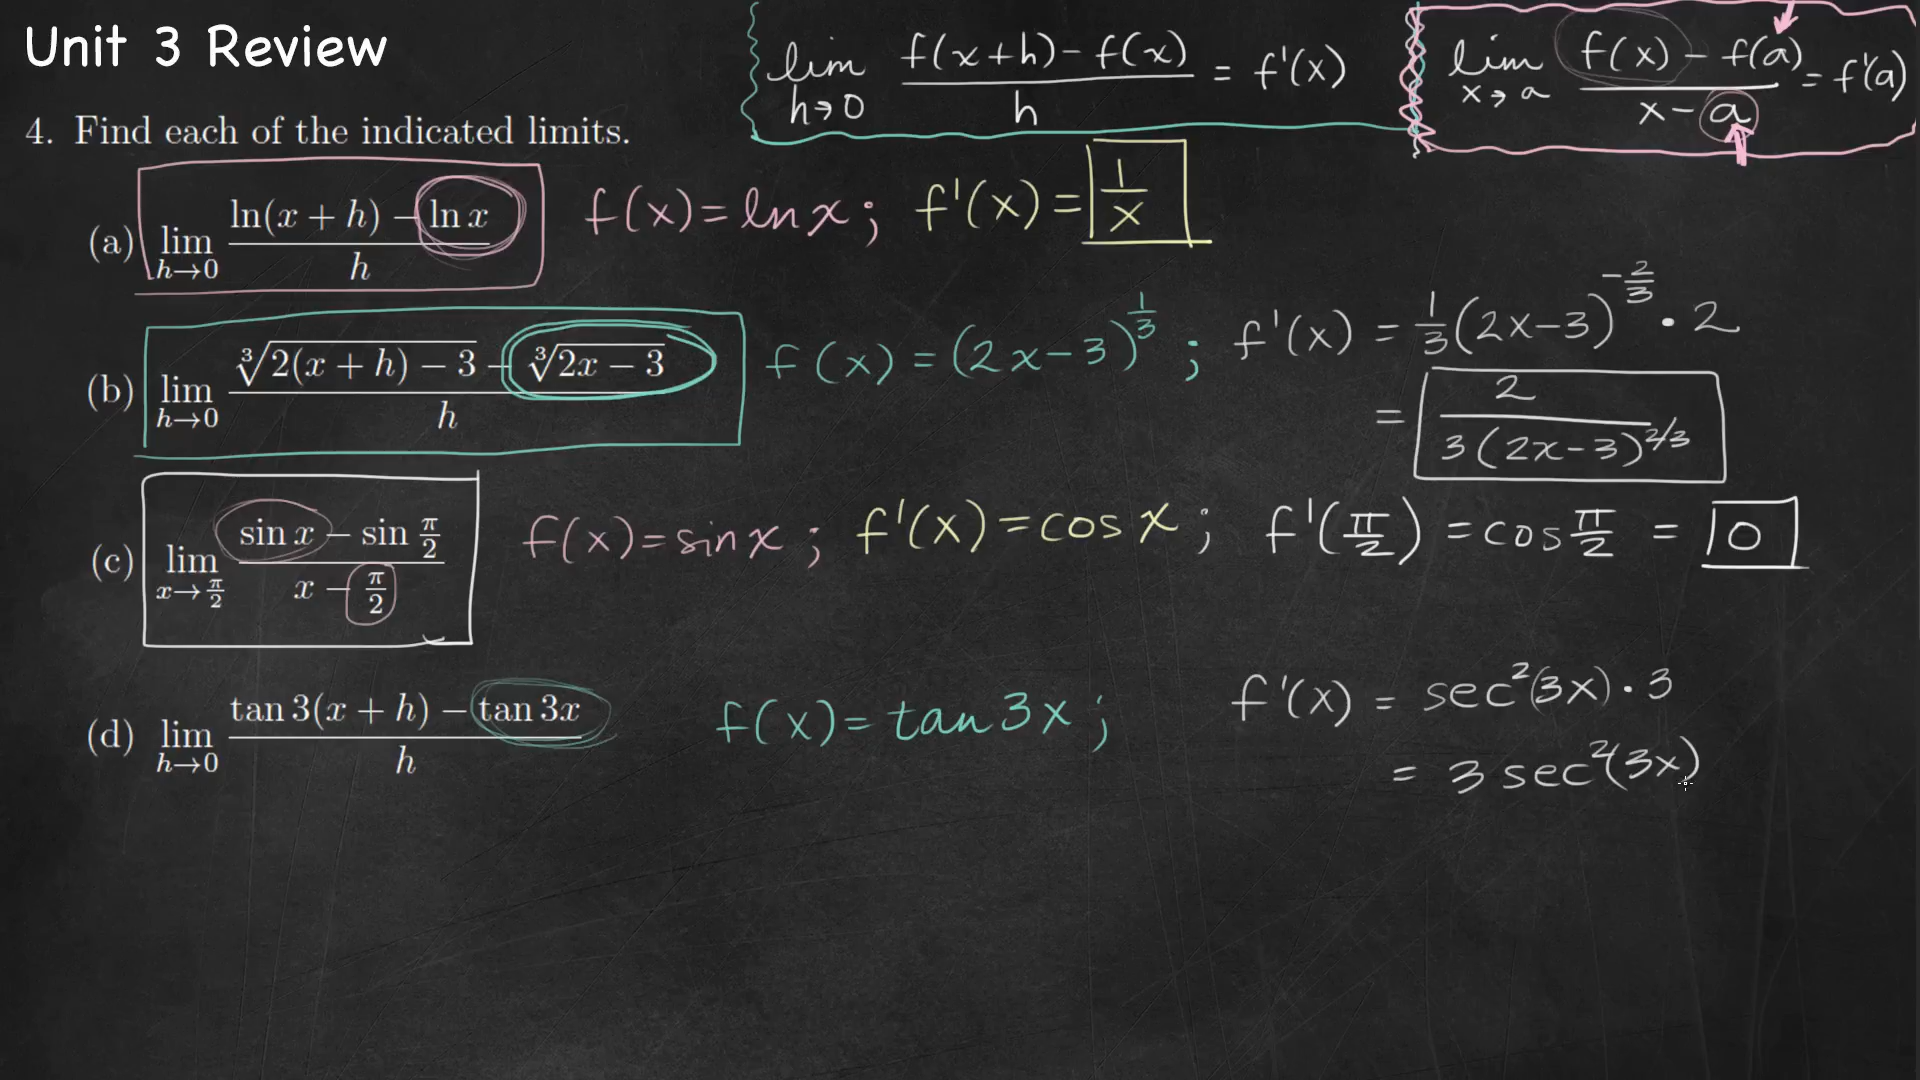 Unit 3 Review
lim h→0 (f(x+h) − f(x)) / h = f'(x)
lim x→a (f(x) − f(a)) / (x − a) = f'(a)
4. Find each of the indicated limits.
(a) lim h→0 (ln(x + h) − ln x) / h
f(x) = ln x ; f'(x) = 1/x
(b) lim h→0 (∛(2(x + h) − 3) − ∛(2x − 3)) / h
f(x) = (2x−3)^(1/3) ; f'(x) = 1/3 (2x−3)^(−2/3) · 2
= 2 / (3(2x−3)^(2/3))
(c) lim x→π/2 (sin x − sin π/2) / (x − π/2)
f(x) = sin x ; f'(x) = cos x ; f'(π/2) = cos π/2 = 0
(d) lim h→0 (tan 3(x + h) − tan 3x) / h
f(x) = tan 3x ; f'(x) = sec²(3x) · 3
= 3 sec²(3x)